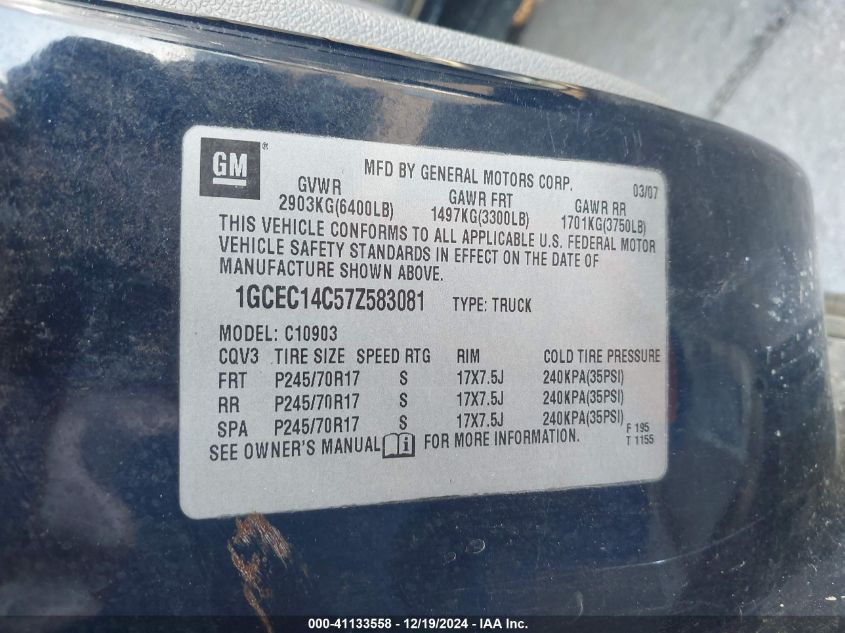 GM®
MFD BY GENERAL MOTORS CORP. 03/07
GVWR GAWR FRT GAWR RR
2903KG(6400LB) 1497KG(3300LB) 1701KG(3750LB)
THIS VEHICLE CONFORMS TO ALL APPLICABLE U.S. FEDERAL MOTOR
VEHICLE SAFETY STANDARDS IN EFFECT ON THE DATE OF
MANUFACTURE SHOWN ABOVE.
1GCEC14C57Z583081 TYPE: TRUCK
MODEL: C10903
CQV3 TIRE SIZE SPEED RTG RIM COLD TIRE PRESSURE
FRT P245/70R17 S 17X7.5J 240KPA(35PSI)
RR P245/70R17 S 17X7.5J 240KPA(35PSI)
SPA P245/70R17 S 17X7.5J 240KPA(35PSI)
SEE OWNER'S MANUAL FOR MORE INFORMATION.
F 195
T 1155
000-41133558 - 12/19/2024 - IAA Inc.